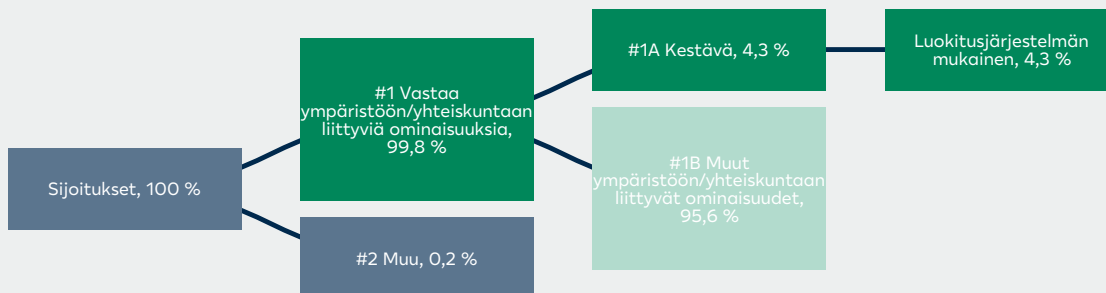 Sijoitukset, 100 %
#1 Vastaa
ympäristöön/yhteiskuntaan
liittyviä ominaisuuksia,
99,8 %
#2 Muu, 0,2 %
#1A Kestävä, 4,3 %
#1B Muut
ympäristöön/yhteiskuntaan
liittyvät ominaisuudet,
95,6 %
Luokitusjärjestelmän
mukainen, 4,3 %